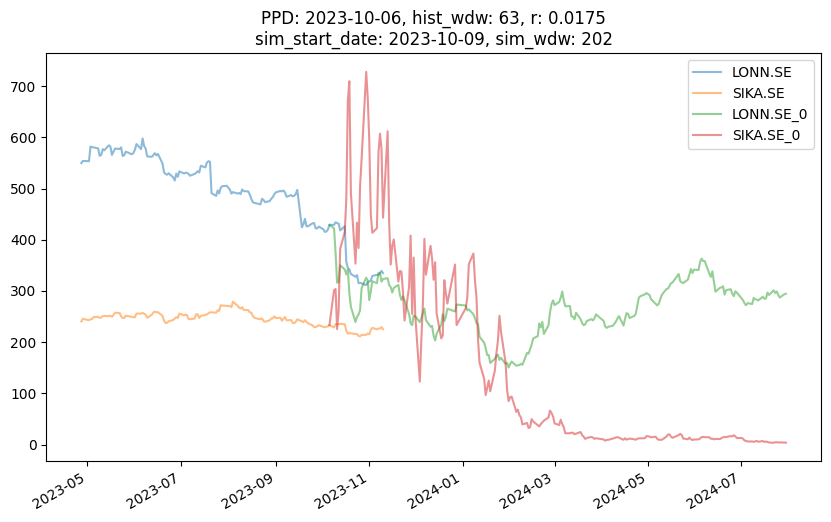 PPD: 2023-10-06, hist_wdw: 63, r: 0.0175
sim_start_date: 2023-10-09, sim_wdw: 202
LONN.SE
SIKA.SE
LONN.SE_0
SIKA.SE_0
700
600
500
400
300
200
100
0
2023-05
2023-07
2023-09
2023-11
2024-01
2024-03
2024-05
2024-07